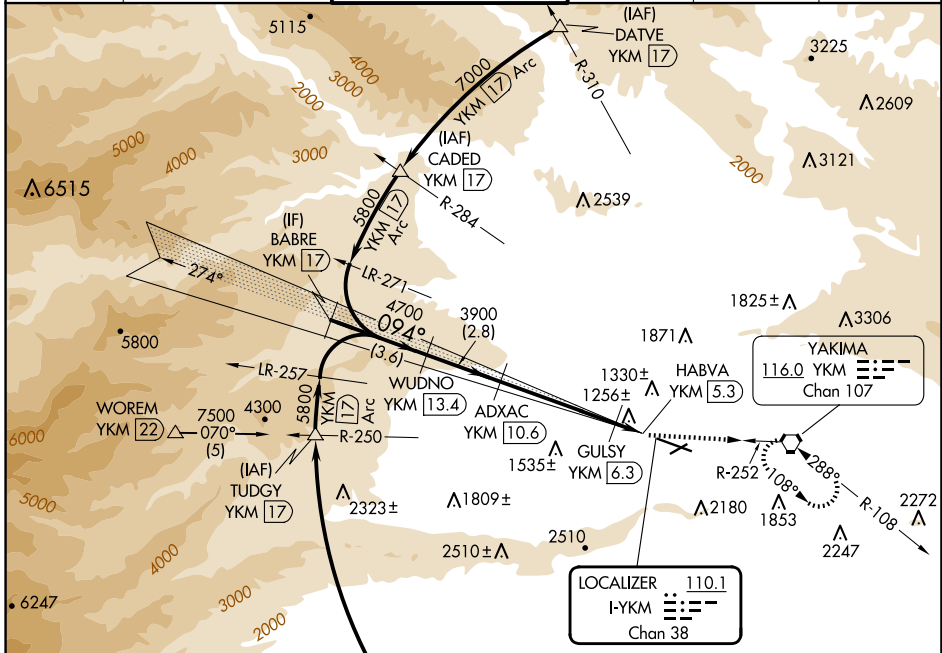 5115
(IAF)
DATVE
YKM 17
3225
2609
3121
2000
4000
3000
2000
7000
YKM 17 Arc
R-310
5000
4000
3000
(IAF)
CADED
YKM 17
6515
2539
5800
YKM 17
Arc
R-284
(IF)
BABRE
YKM 17
274°
LR-271
4700
094°
(3.6)
3900
(2.8)
1825±
3306
1871
5800
YAKIMA
116.0 YKM
Chan 107
HABVA
YKM 5.3
1330±
1256±
WUDNO
YKM 13.4
ADXAC
YKM 10.6
LR-257
WOREM
YKM 22
7500
070°
(5)
4300
5800
YKM
17
Arc
R-250
6000
(IAF)
TUDGY
YKM 17
1535±
GULSY
YKM 6.3
R-252
108°
288°
R-108
2323±
1809±
2180
1853
2272
2247
5000
4000
2510±
2510
LOCALIZER 110.1
I-YKM
Chan 38
6247
3000
2000